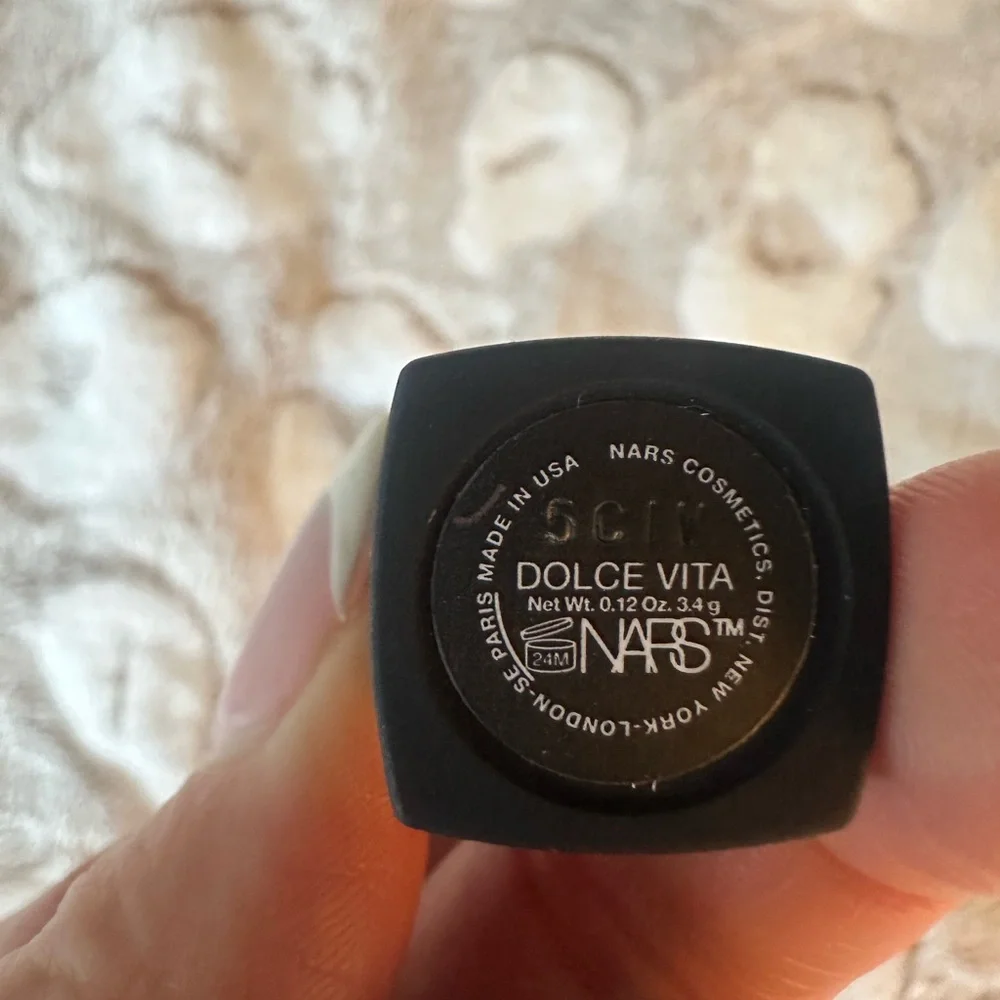 MADE IN USA
NARS COSMETICS, DIST. NEW YORK-LONDON-SE PARIS
DOLCE VITA
Net Wt. 0.12 Oz. 3.4 g
24M
NARS™